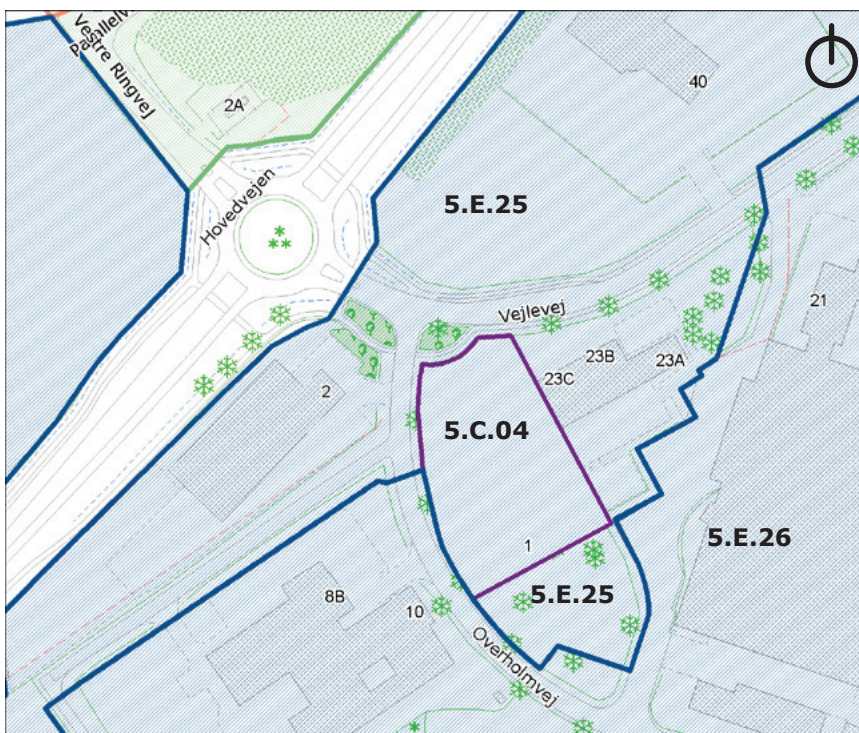 Parallelv
Vestre Ringvej
2A
40
Hovedvejen
5.E.25
21
Vejlevej
23B
23A
23C
2
5.C.04
1
5.E.26
8B
10
5.E.25
Overholmvej